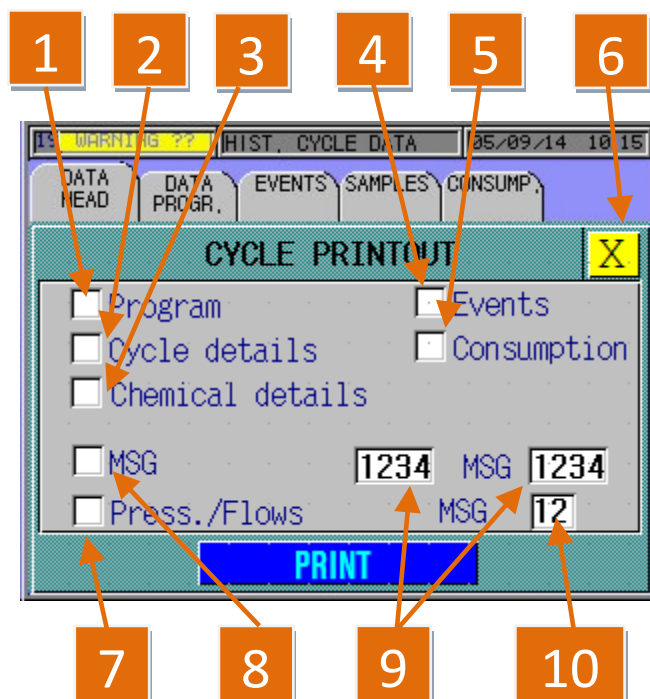 1 2 3 4 5 6
19 WARNING ?? HIST. CYCLE DATA 05/09/14 10:15
DATA HEAD DATA PROGR. EVENTS SAMPLES CONSUMP.
CYCLE PRINTOUT X
Program Events
Cycle details Consumption
Chemical details
MSG 1234 MSG 1234
Press./Flows MSG 12
PRINT
7 8 9 10